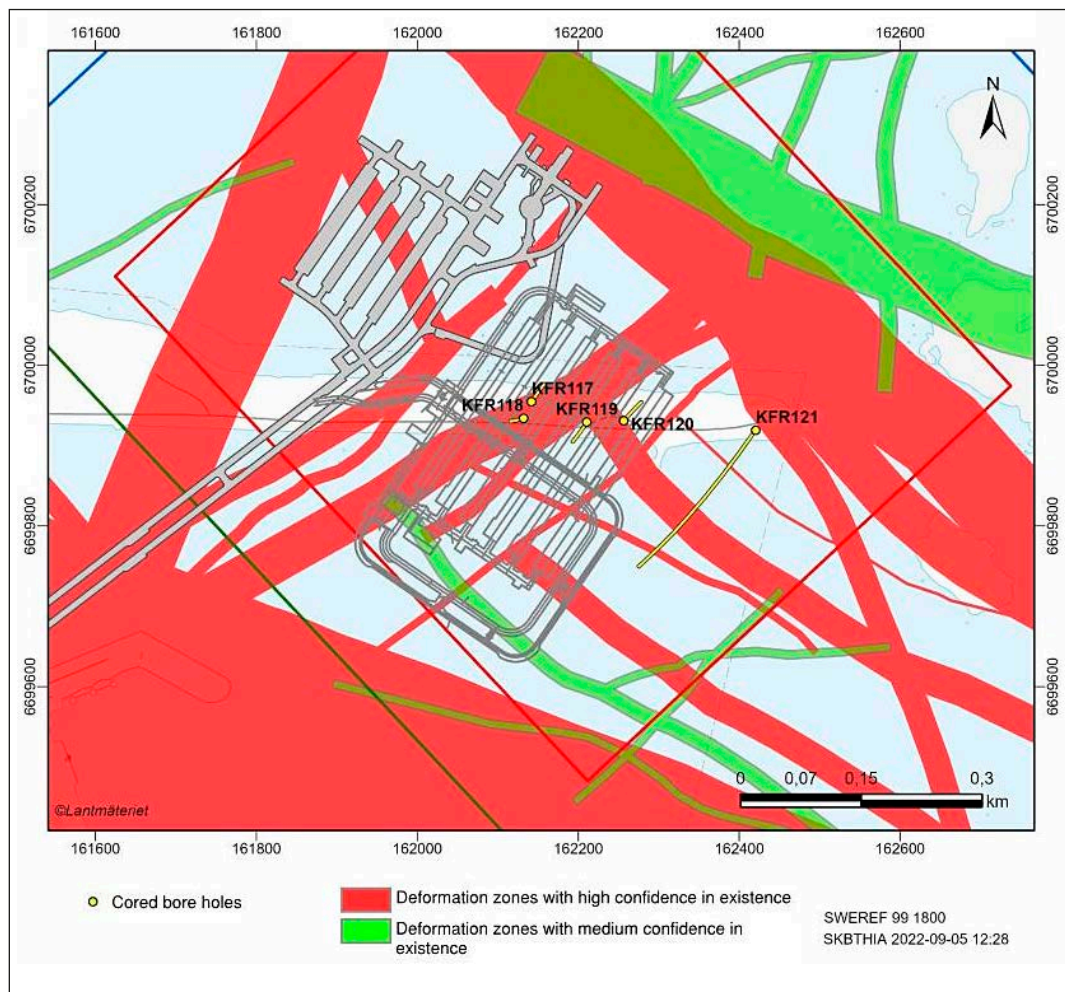 161600 161800 162000 162200 162400 162600
N
6700200 6700200
6700000 6700000
6699800 6699800
6699600 6699600
KFR117
KFR118 KFR119
KFR120 KFR121
0 0,07 0,15 0,3
km
©Lantmäteriet
161600 161800 162000 162200 162400 162600
Cored bore holes
Deformation zones with high confidence in existence
Deformation zones with medium confidence in
existence
SWEREF 99 1800
SKBTHIA 2022-09-05 12:28